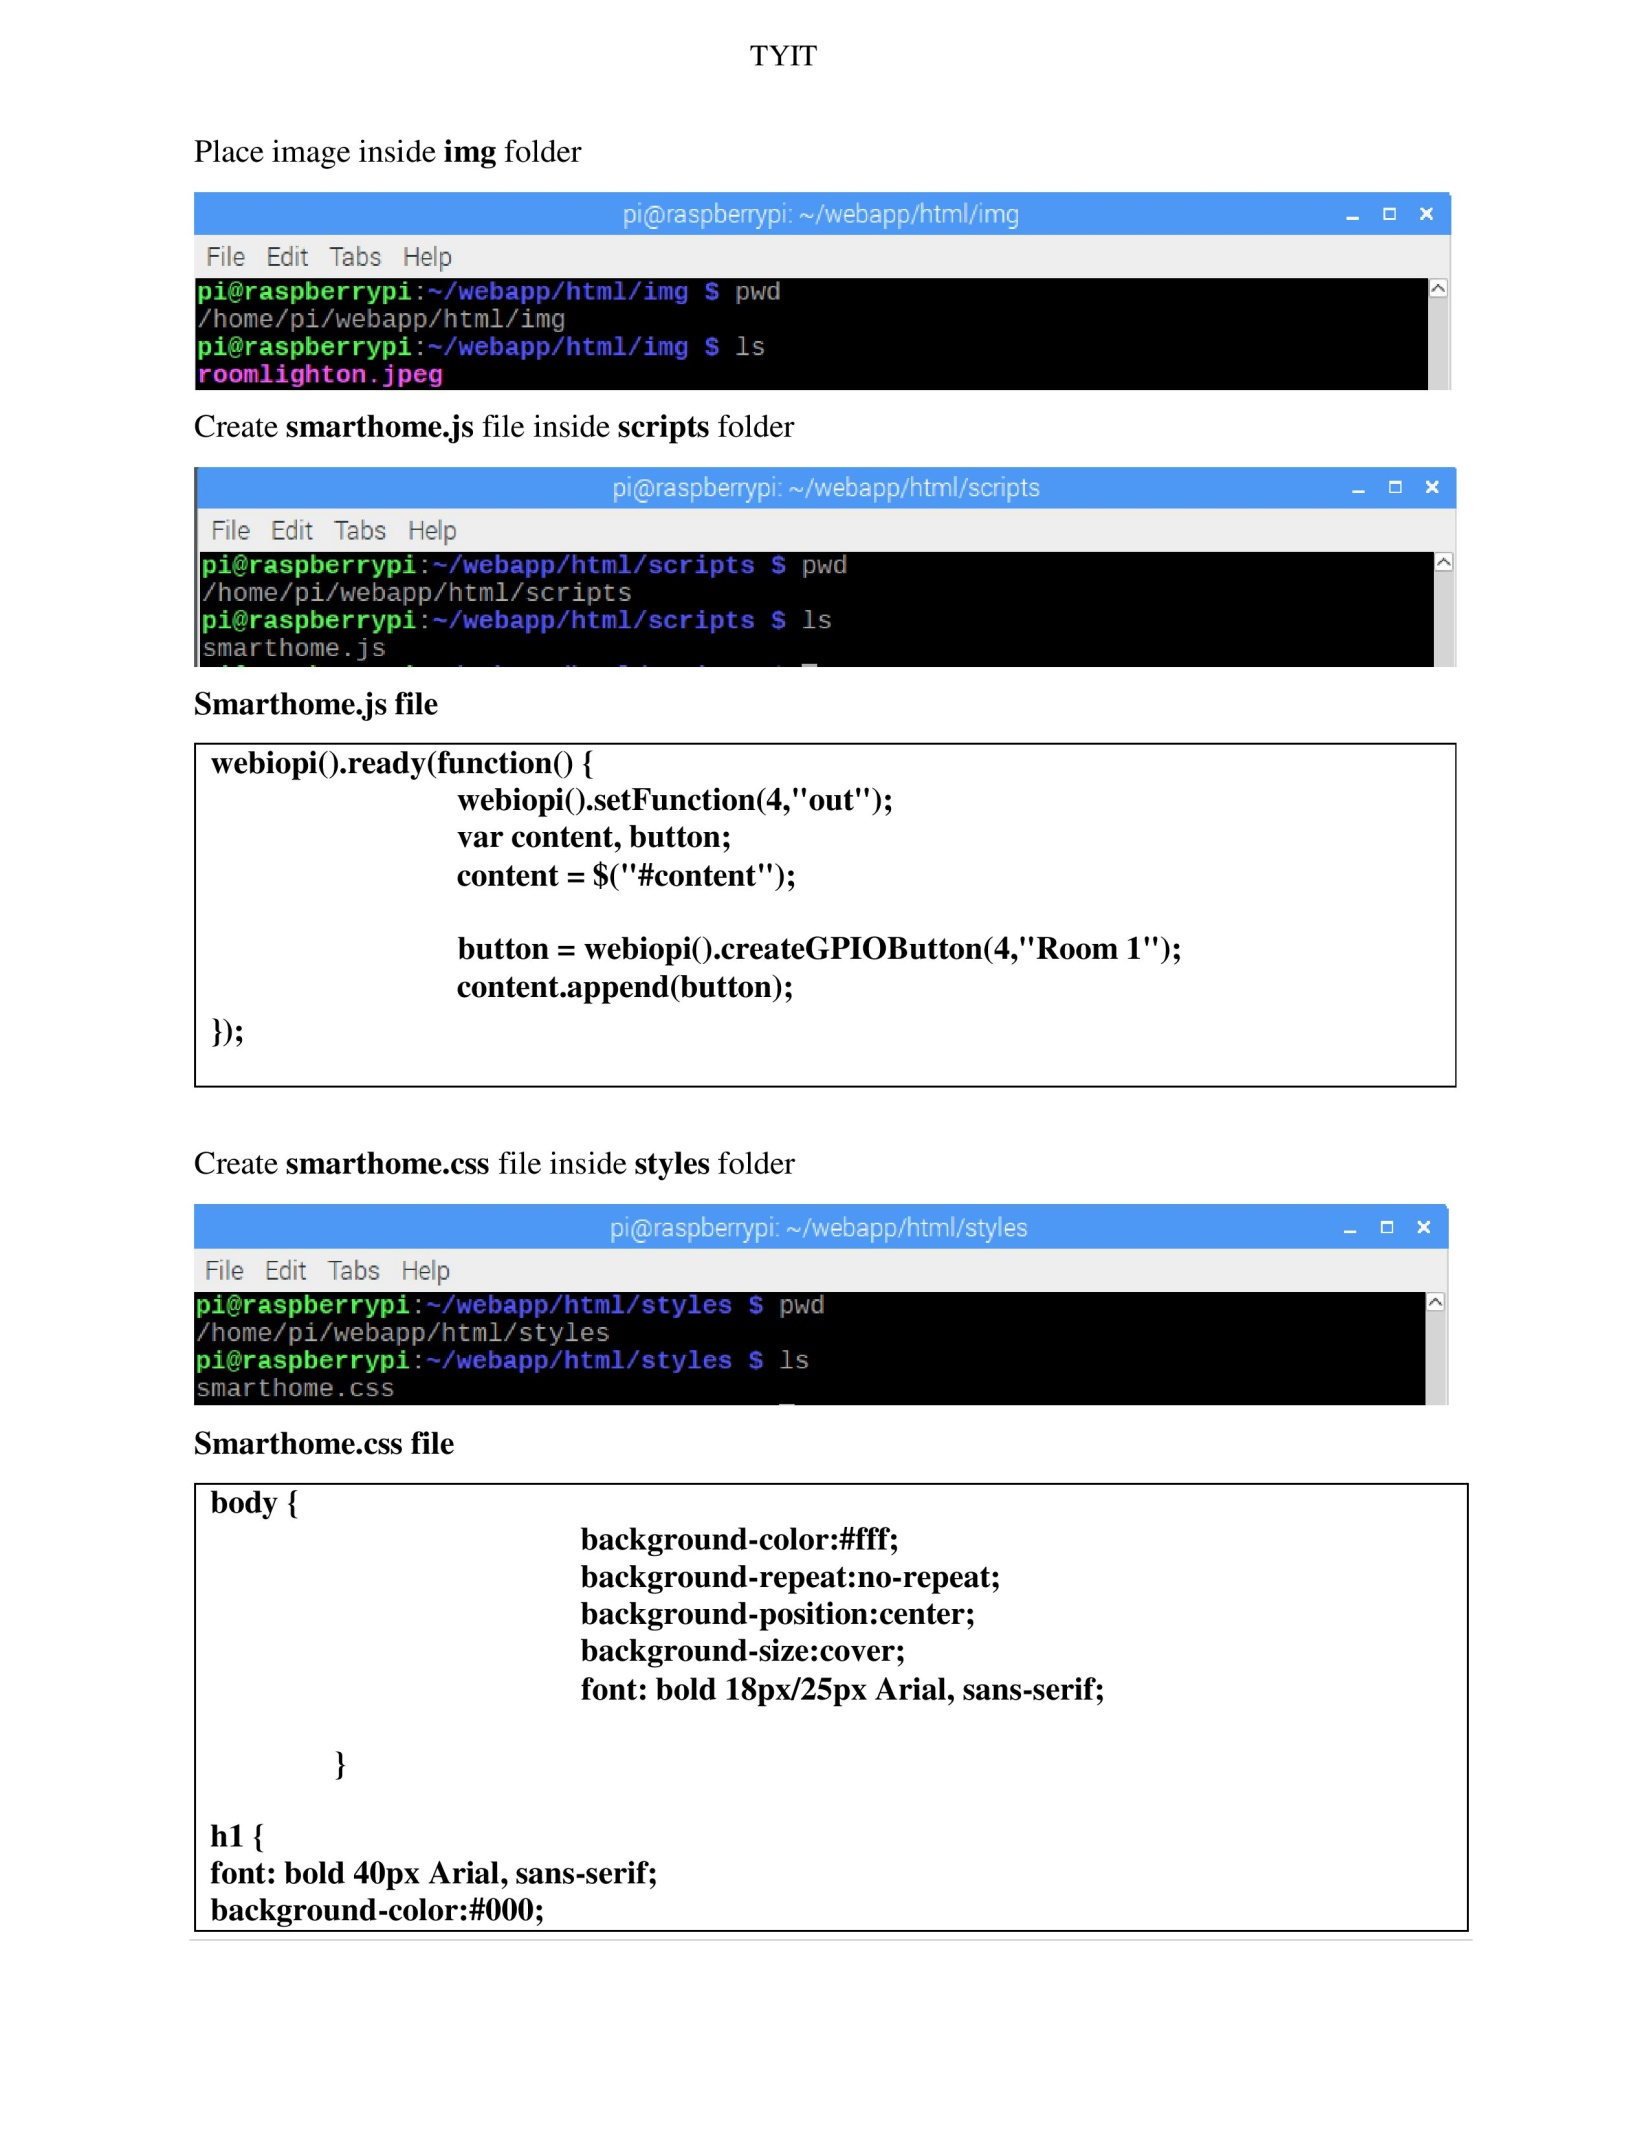 TYIT
Place image inside img folder
pi@raspberrypi: ~/webapp/html/img
File Edit Tabs Help
pi@raspberrypi:~/webapp/html/img $ pwd
/home/pi/webapp/html/img
pi@raspberrypi:~/webapp/html/img $ ls
roomlighton.jpeg
Create smarthome.js file inside scripts folder
pi@raspberrypi: ~/webapp/html/scripts
File Edit Tabs Help
pi@raspberrypi:~/webapp/html/scripts $ pwd
/home/pi/webapp/html/scripts
pi@raspberrypi:~/webapp/html/scripts $ ls
smarthome.js
Smarthome.js file
webiopi().ready(function() {
webiopi().setFunction(4,"out");
var content, button;
content = $("#content");
button = webiopi().createGPIOButton(4,"Room 1");
content.append(button);
});
Create smarthome.css file inside styles folder
pi@raspberrypi: ~/webapp/html/styles
File Edit Tabs Help
pi@raspberrypi:~/webapp/html/styles $ pwd
/home/pi/webapp/html/styles
pi@raspberrypi:~/webapp/html/styles $ ls
smarthome.css
Smarthome.css file
body {
background-color:#fff;
background-repeat:no-repeat;
background-position:center;
background-size:cover;
font: bold 18px/25px Arial, sans-serif;
}
h1 {
font: bold 40px Arial, sans-serif;
background-color:#000;